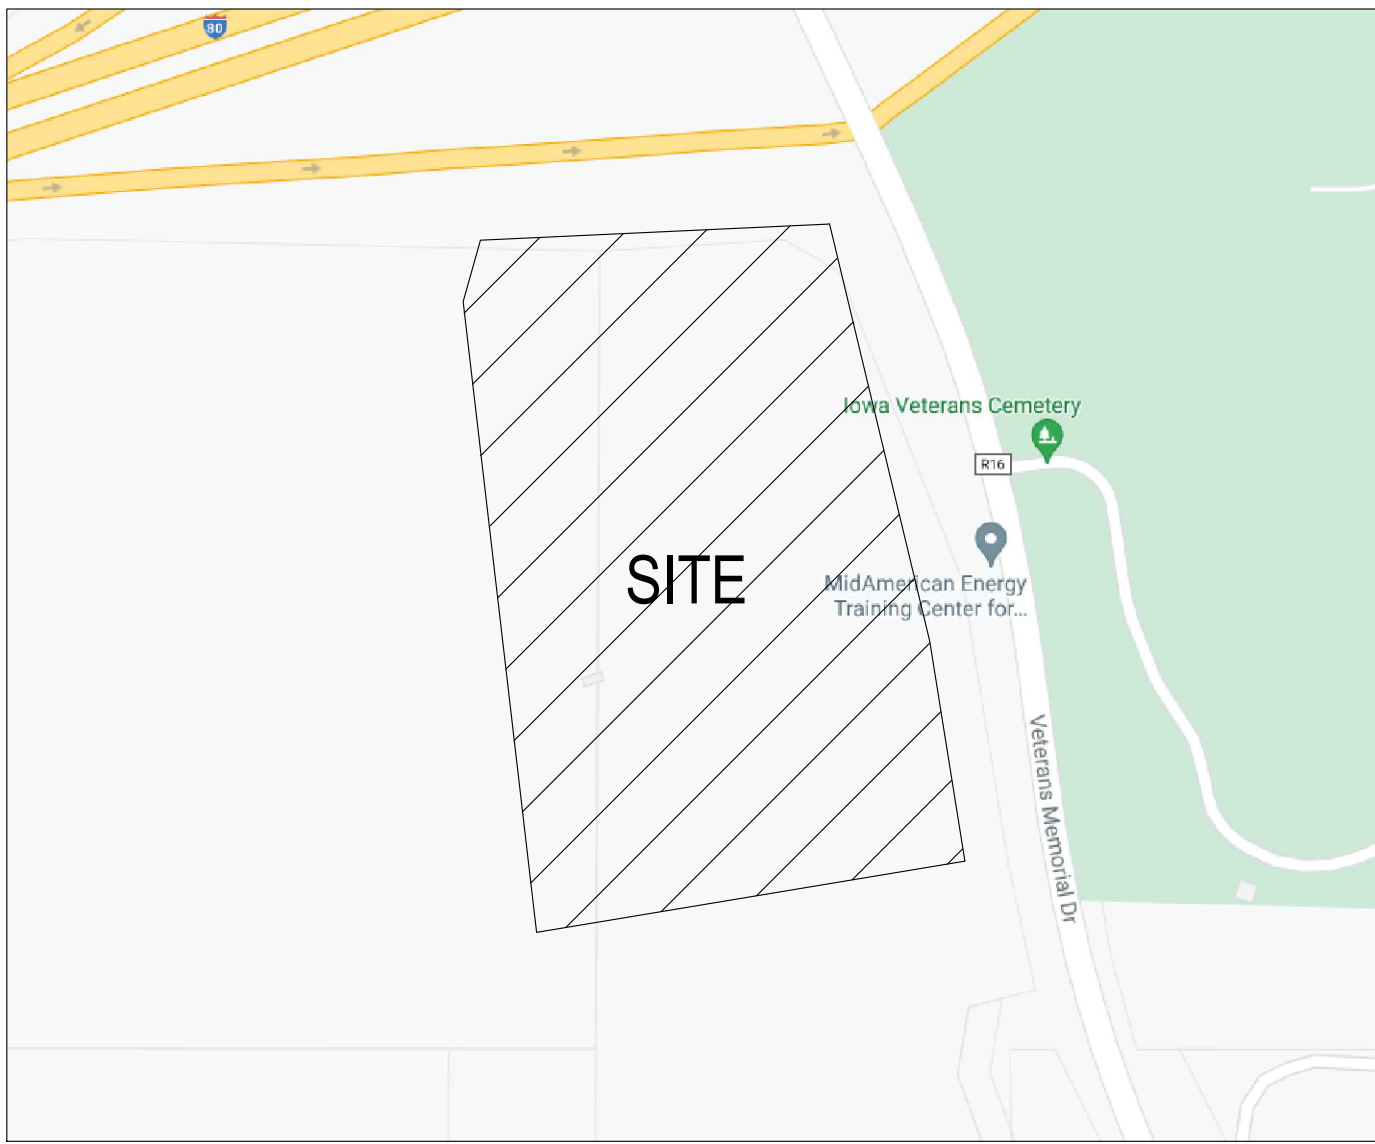 80
Iowa Veterans Cemetery
R16
SITE
MidAmerican Energy
Training Center for...
Veterans Memorial Dr